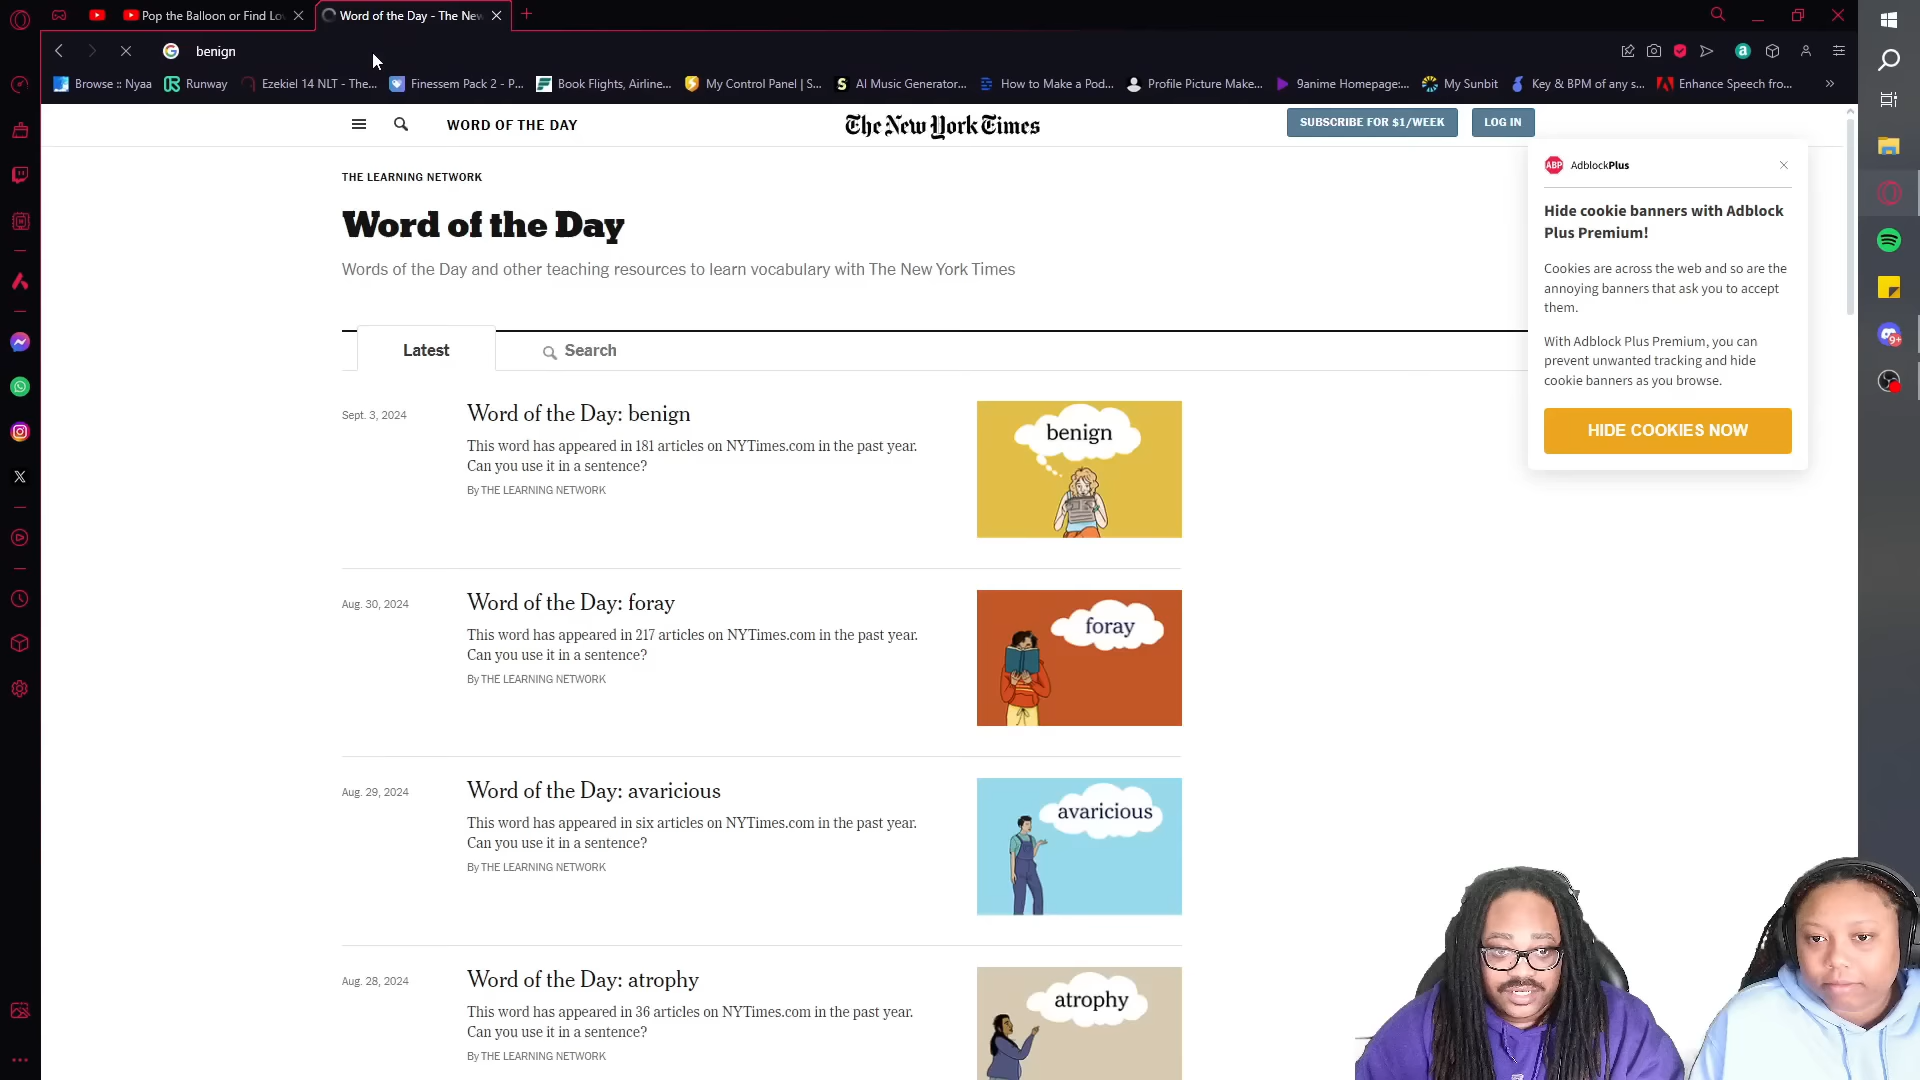 Pop the Balloon or Find Lov
Word of the Day - The New
benign
Browse :: Nyaa
Runway
Ezekiel 14 NLT - The...
Finessem Pack 2 - P...
Book Flights, Airline...
My Control Panel | S...
AI Music Generator...
How to Make a Pod...
Profile Picture Make...
9anime Homepage:...
My Sunbit
Key & BPM of any s...
Enhance Speech fro...
WORD OF THE DAY
The New York Times
SUBSCRIBE FOR $1/WEEK
LOG IN
THE LEARNING NETWORK
Word of the Day
Words of the Day and other teaching resources to learn vocabulary with The New York Times
Latest
Search
Sept. 3, 2024
Word of the Day: benign
This word has appeared in 181 articles on NYTimes.com in the past year.
Can you use it in a sentence?
By THE LEARNING NETWORK
benign
Aug. 30, 2024
Word of the Day: foray
This word has appeared in 217 articles on NYTimes.com in the past year.
Can you use it in a sentence?
By THE LEARNING NETWORK
foray
Aug. 29, 2024
Word of the Day: avaricious
This word has appeared in six articles on NYTimes.com in the past year.
Can you use it in a sentence?
By THE LEARNING NETWORK
avaricious
Aug. 28, 2024
Word of the Day: atrophy
This word has appeared in 36 articles on NYTimes.com in the past year.
Can you use it in a sentence?
By THE LEARNING NETWORK
atrophy
ABP
AdblockPlus
Hide cookie banners with Adblock
Plus Premium!
Cookies are across the web and so are the
annoying banners that ask you to accept
them.
With Adblock Plus Premium, you can
prevent unwanted tracking and hide
cookie banners as you browse.
HIDE COOKIES NOW
9+